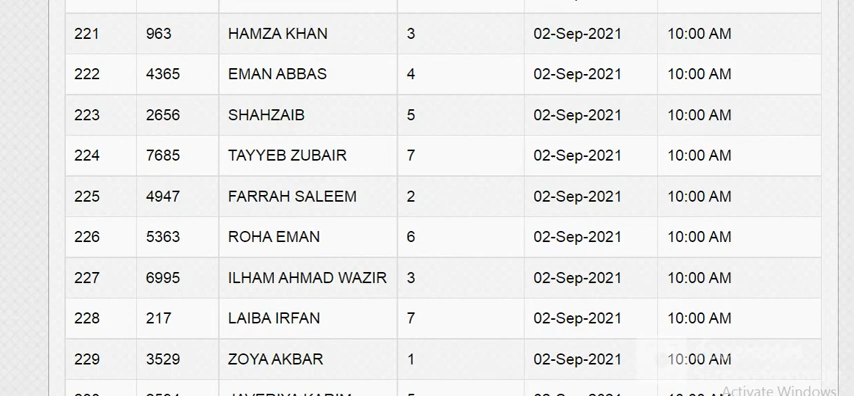 221 963 HAMZA KHAN 3 02-Sep-2021 10:00 AM
222 4365 EMAN ABBAS 4 02-Sep-2021 10:00 AM
223 2656 SHAHZAIB 5 02-Sep-2021 10:00 AM
224 7685 TAYYEB ZUBAIR 7 02-Sep-2021 10:00 AM
225 4947 FARRAH SALEEM 2 02-Sep-2021 10:00 AM
226 5363 ROHA EMAN 6 02-Sep-2021 10:00 AM
227 6995 ILHAM AHMAD WAZIR 3 02-Sep-2021 10:00 AM
228 217 LAIBA IRFAN 7 02-Sep-2021 10:00 AM
229 3529 ZOYA AKBAR 1 02-Sep-2021 10:00 AM
Activate Windows